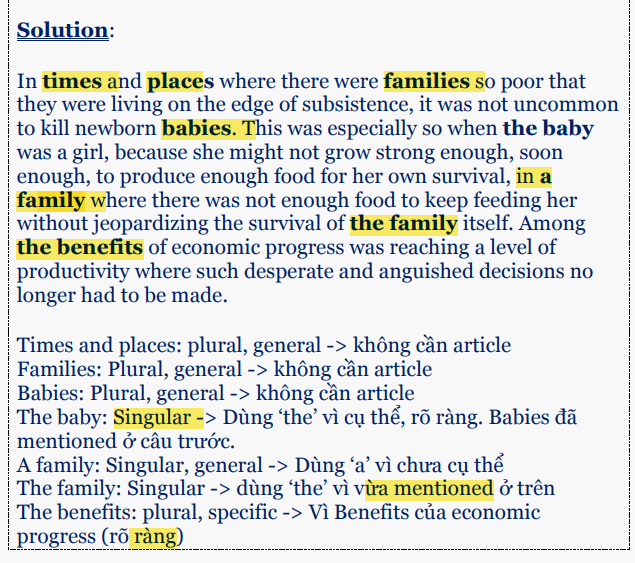 Solution:
In times and places where there were families so poor that
they were living on the edge of subsistence, it was not uncommon
to kill newborn babies. This was especially so when the baby
was a girl, because she might not grow strong enough, soon
enough, to produce enough food for her own survival, in a
family where there was not enough food to keep feeding her
without jeopardizing the survival of the family itself. Among
the benefits of economic progress was reaching a level of
productivity where such desperate and anguished decisions no
longer had to be made.
Times and places: plural, general -> không cần article
Families: Plural, general -> không cần article
Babies: Plural, general -> không cần article
The baby: Singular -> Dùng ‘the’ vì cụ thể, rõ ràng. Babies đã
mentioned ở câu trước.
A family: Singular, general -> Dùng ‘a’ vì chưa cụ thể
The family: Singular -> dùng ‘the’ vì vừa mentioned ở trên
The benefits: plural, specific -> Vì Benefits của economic
progress (rõ ràng)